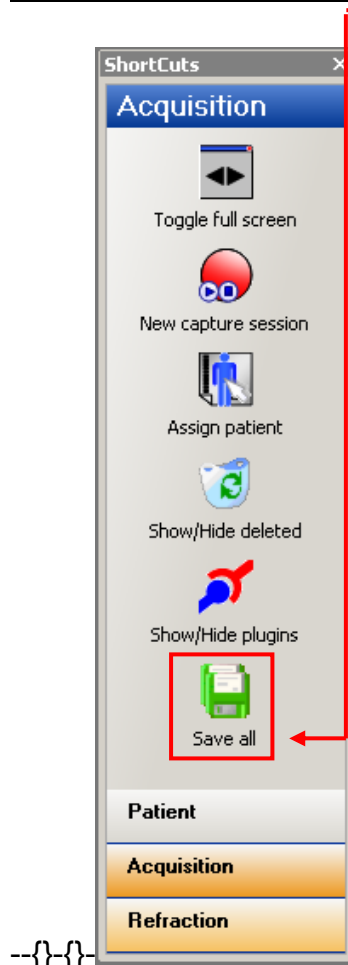 ShortCuts
Acquisition
Toggle full screen
New capture session
Assign patient
Show/Hide deleted
Show/Hide plugins
Save all
Patient
Acquisition
Refraction
--{}-{}-